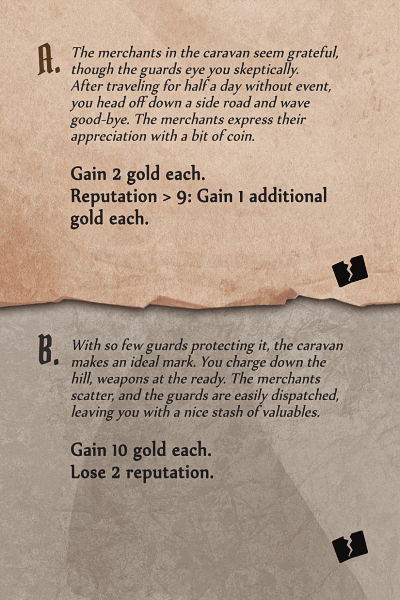 A. The merchants in the caravan seem grateful,
though the guards eye you skeptically.
After traveling for half a day without event,
you head off down a side road and wave
good-bye. The merchants express their
appreciation with a bit of coin.
Gain 2 gold each.
Reputation > 9: Gain 1 additional
gold each.
B. With so few guards protecting it, the caravan
makes an ideal mark. You charge down the
hill, weapons at the ready. The merchants
scatter, and the guards are easily dispatched,
leaving you with a nice stash of valuables.
Gain 10 gold each.
Lose 2 reputation.